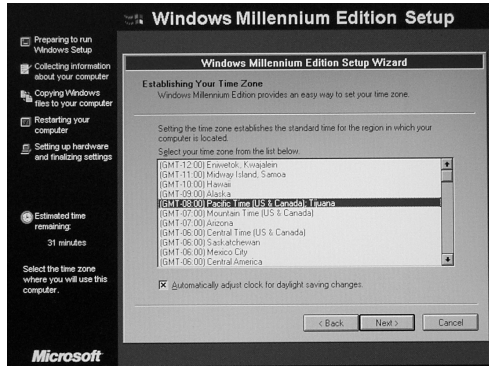 Windows Millennium Edition Setup
Preparing to run
Windows Setup
Collecting information
about your computer
Copying Windows
files to your computer
Restarting your
computer
Setting up hardware
and finalizing settings
Estimated time
remaining:
31 minutes
Select the time zone
where you will use this
computer.
Microsoft
Windows Millennium Edition Setup Wizard
Establishing Your Time Zone
Windows Millennium Edition provides an easy way to set your time zone.
Setting the time zone establishes the standard time for the region in which your
computer is located.
Select your time zone from the list below.
(GMT-12:00) Eniwetok, Kwajalein
(GMT-11:00) Midway Island, Samoa
(GMT-10:00) Hawaii
(GMT-09:00) Alaska
(GMT-08:00) Pacific Time (US & Canada); Tijuana
(GMT-07:00) Mountain Time (US & Canada)
(GMT-07:00) Arizona
(GMT-06:00) Central Time (US & Canada)
(GMT-06:00) Saskatchewan
(GMT-06:00) Mexico City
(GMT-06:00) Central America
Automatically adjust clock for daylight saving changes.
< Back
Next >
Cancel